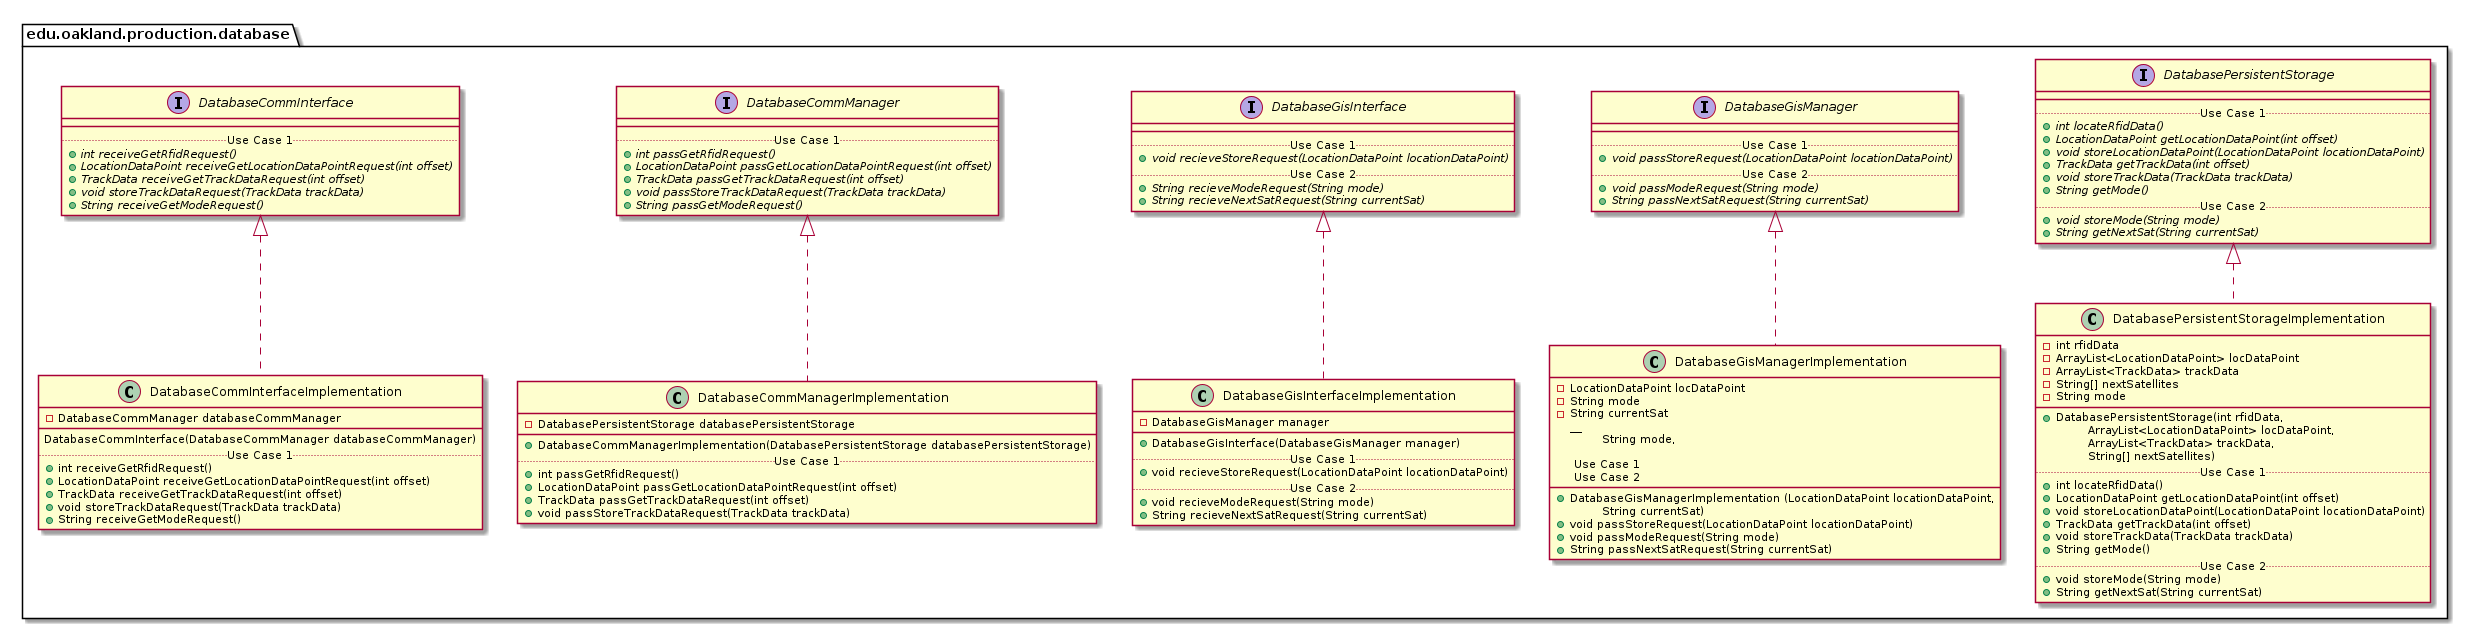 edu.oakland.production.database
I DatabaseCommInterface
Use Case 1
int receiveGetRfidRequest()
LocationDataPoint receiveGetLocationDataPointRequest(int offset)
TrackData receiveGetTrackDataRequest(int offset)
void storeTrackDataRequest(TrackData trackData)
String receiveGetModeRequest()
I DatabaseCommManager
Use Case 1
int passGetRfidRequest()
LocationDataPoint passGetLocationDataPointRequest(int offset)
TrackData passGetTrackDataRequest(int offset)
void passStoreTrackDataRequest(TrackData trackData)
String passGetModeRequest()
I DatabaseGisInterface
Use Case 1
void recieveStoreRequest(LocationDataPoint locationDataPoint)
Use Case 2
String recieveModeRequest(String mode)
String recieveNextSatRequest(String currentSat)
I DatabaseGisManager
Use Case 1
void passStoreRequest(LocationDataPoint locationDataPoint)
Use Case 2
void passModeRequest(String mode)
String passNextSatRequest(String currentSat)
I DatabasePersistentStorage
Use Case 1
int locateRfidData()
LocationDataPoint getLocationDataPoint(int offset)
void storeLocationDataPoint(LocationDataPoint locationDataPoint)
TrackData getTrackData(int offset)
void storeTrackData(TrackData trackData)
String getMode()
Use Case 2
void storeMode(String mode)
String getNextSat(String currentSat)
C DatabaseCommInterfaceImplementation
DatabaseCommManager databaseCommManager
DatabaseCommInterface(DatabaseCommManager databaseCommManager)
Use Case 1
int receiveGetRfidRequest()
LocationDataPoint receiveGetLocationDataPointRequest(int offset)
TrackData receiveGetTrackDataRequest(int offset)
void storeTrackDataRequest(TrackData trackData)
String receiveGetModeRequest()
C DatabaseCommManagerImplementation
DatabasePersistentStorage databasePersistentStorage
DatabaseCommManagerImplementation(DatabasePersistentStorage databasePersistentStorage)
Use Case 1
int passGetRfidRequest()
LocationDataPoint passGetLocationDataPointRequest(int offset)
TrackData passGetTrackDataRequest(int offset)
void passStoreTrackDataRequest(TrackData trackData)
C DatabaseGisInterfaceImplementation
DatabaseGisManager manager
DatabaseGisInterface(DatabaseGisManager manager)
Use Case 1
void recieveStoreRequest(LocationDataPoint locationDataPoint)
Use Case 2
void recieveModeRequest(String mode)
String recieveNextSatRequest(String currentSat)
C DatabaseGisManagerImplementation
LocationDataPoint locDataPoint
String mode
String currentSat
—
String mode,
Use Case 1
Use Case 2
DatabaseGisManagerImplementation (LocationDataPoint locationDataPoint,
String currentSat)
void passStoreRequest(LocationDataPoint locationDataPoint)
void passModeRequest(String mode)
String passNextSatRequest(String currentSat)
C DatabasePersistentStorageImplementation
int rfidData
ArrayList<LocationDataPoint> locDataPoint
ArrayList<TrackData> trackData
String[] nextSatellites
String mode
DatabasePersistentStorage(int rfidData,
ArrayList<LocationDataPoint> locDataPoint,
ArrayList<TrackData> trackData,
String[] nextSatellites)
Use Case 1
int locateRfidData()
LocationDataPoint getLocationDataPoint(int offset)
void storeLocationDataPoint(LocationDataPoint locationDataPoint)
TrackData getTrackData(int offset)
void storeTrackData(TrackData trackData)
String getMode()
Use Case 2
void storeMode(String mode)
String getNextSat(String currentSat)